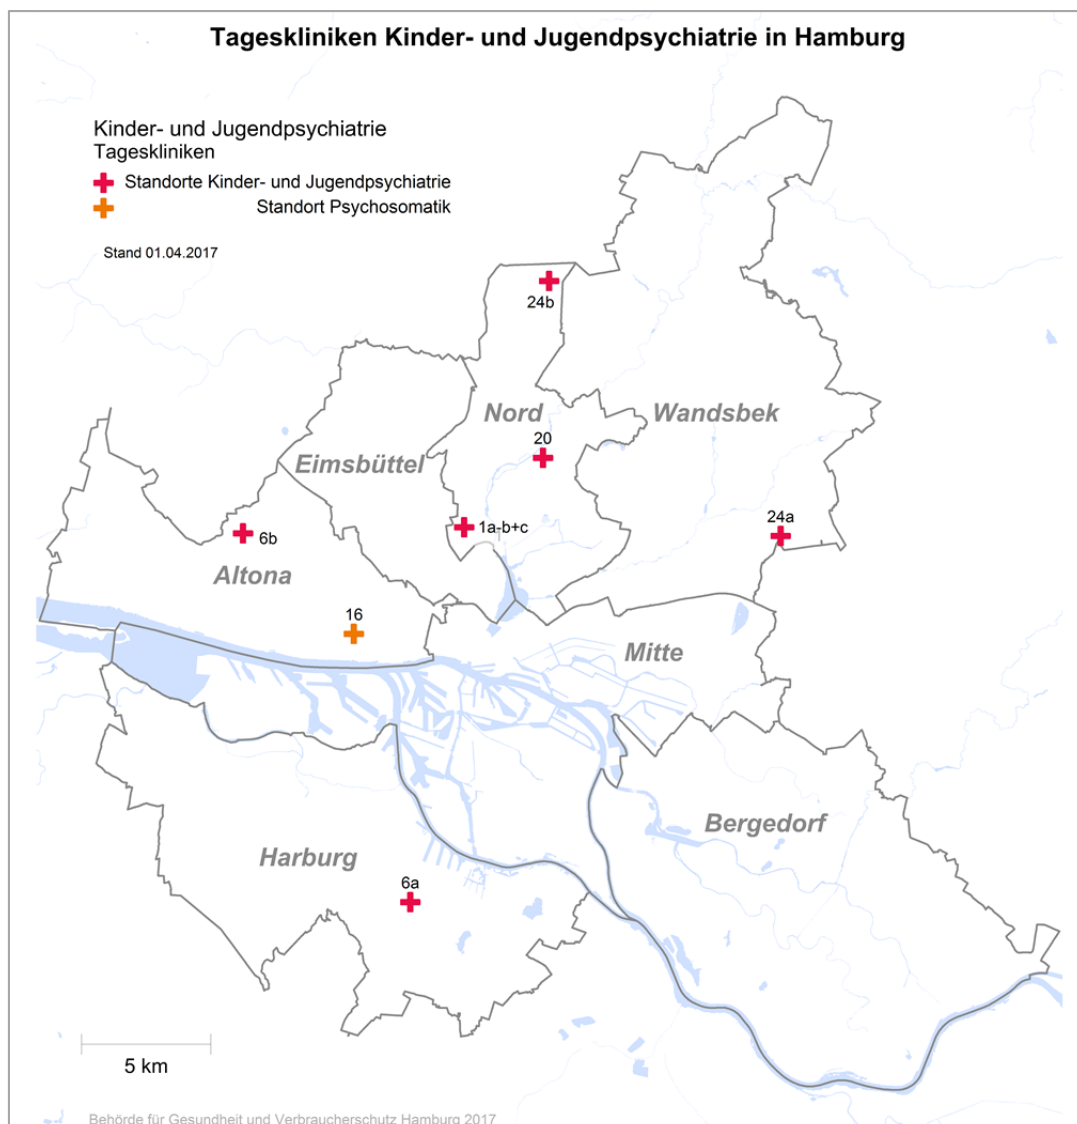 Tageskliniken Kinder- und Jugendpsychiatrie in Hamburg
Kinder- und Jugendpsychiatrie
Tageskliniken
Standorte Kinder- und Jugendpsychiatrie
Standort Psychosomatik
Stand 01.04.2017
24b
Nord
Wandsbek
20
Eimsbüttel
1a-b+c
24a
6b
Altona
16
Mitte
Bergedorf
Harburg
6a
5 km
Behörde für Gesundheit und Verbraucherschutz Hamburg 2017